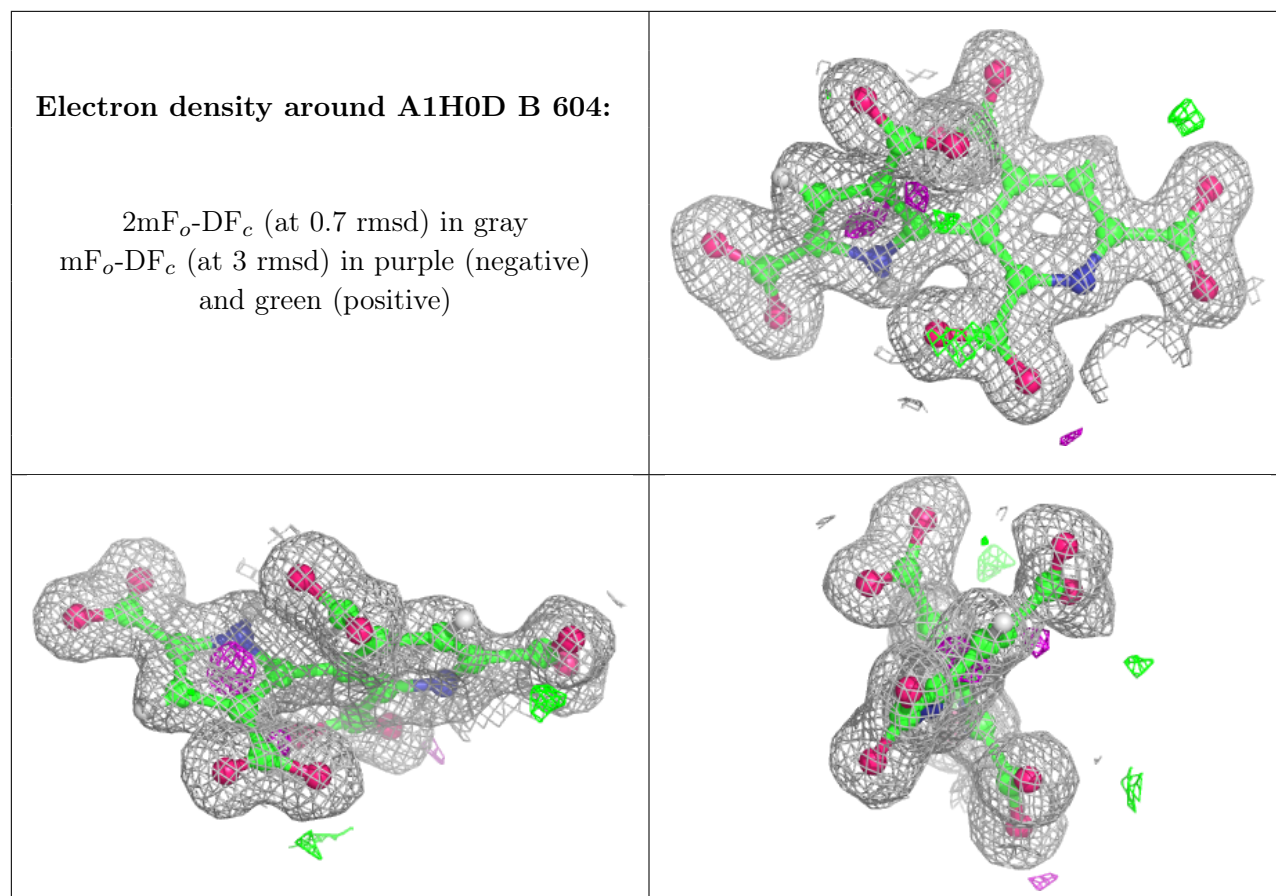 Electron density around A1H0D B 604:
2mFo-DFc (at 0.7 rmsd) in gray
mFo-DFc (at 3 rmsd) in purple (negative)
and green (positive)